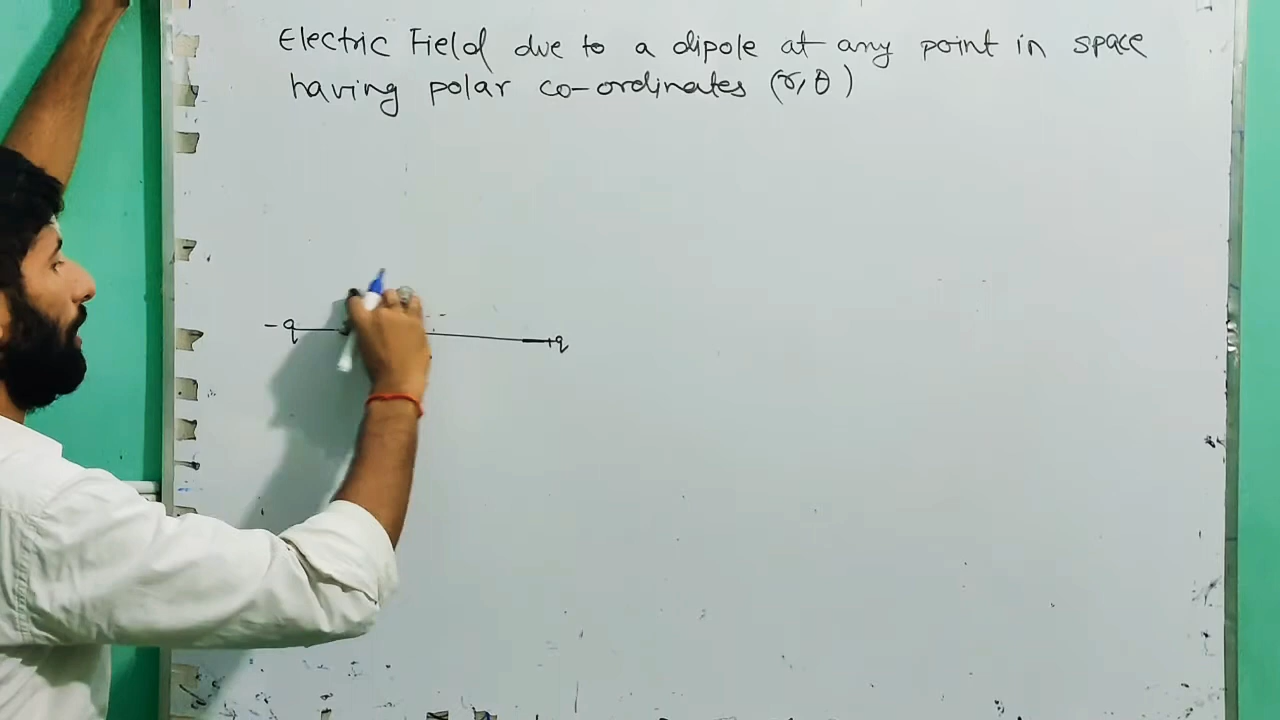 Electric Field due to a dipole at any point in space
having polar co-ordinates (r, θ)
-q +q